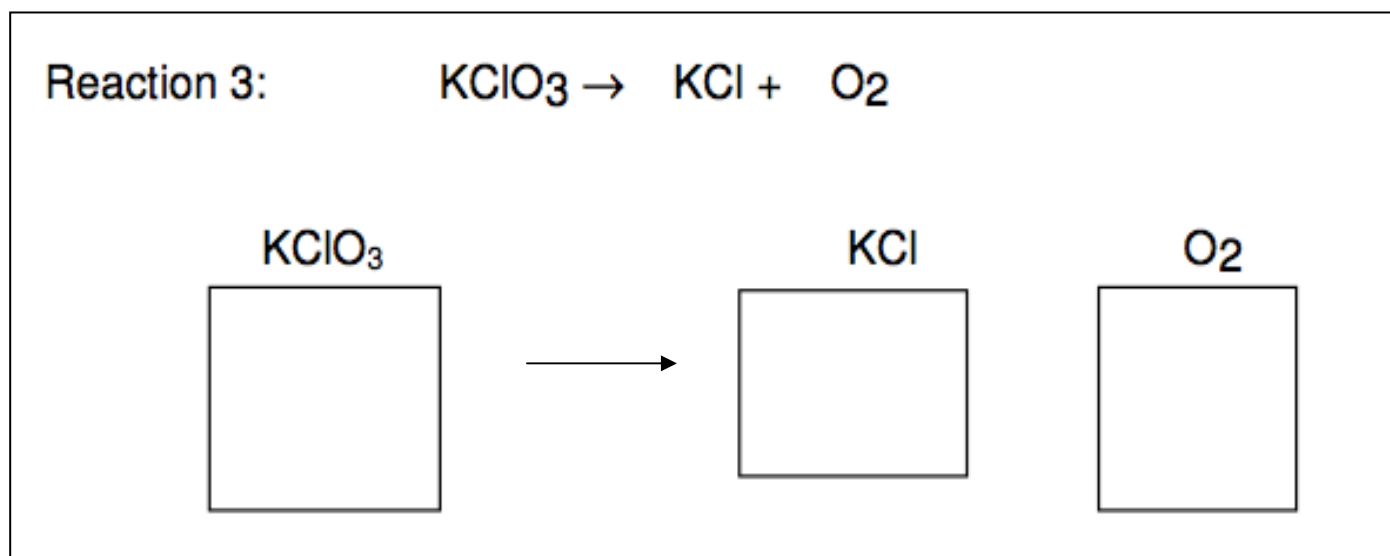 Reaction 3: KClO₃ → KCl + O₂
KClO₃ KCl O₂